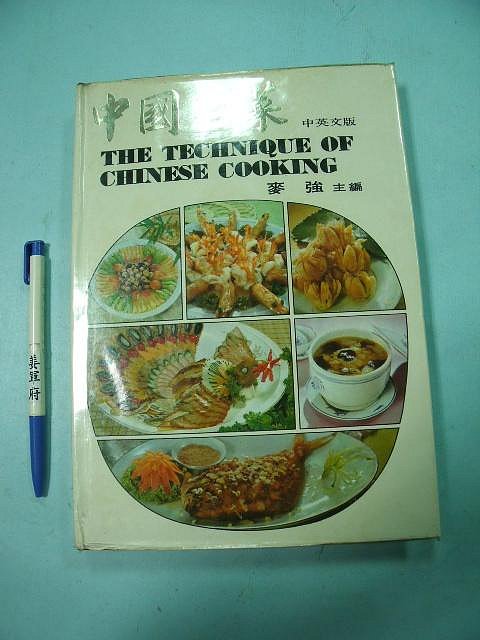 中國 菜
中英文版
THE TECHNIQUE OF
CHINESE COOKING
麥 強 主編